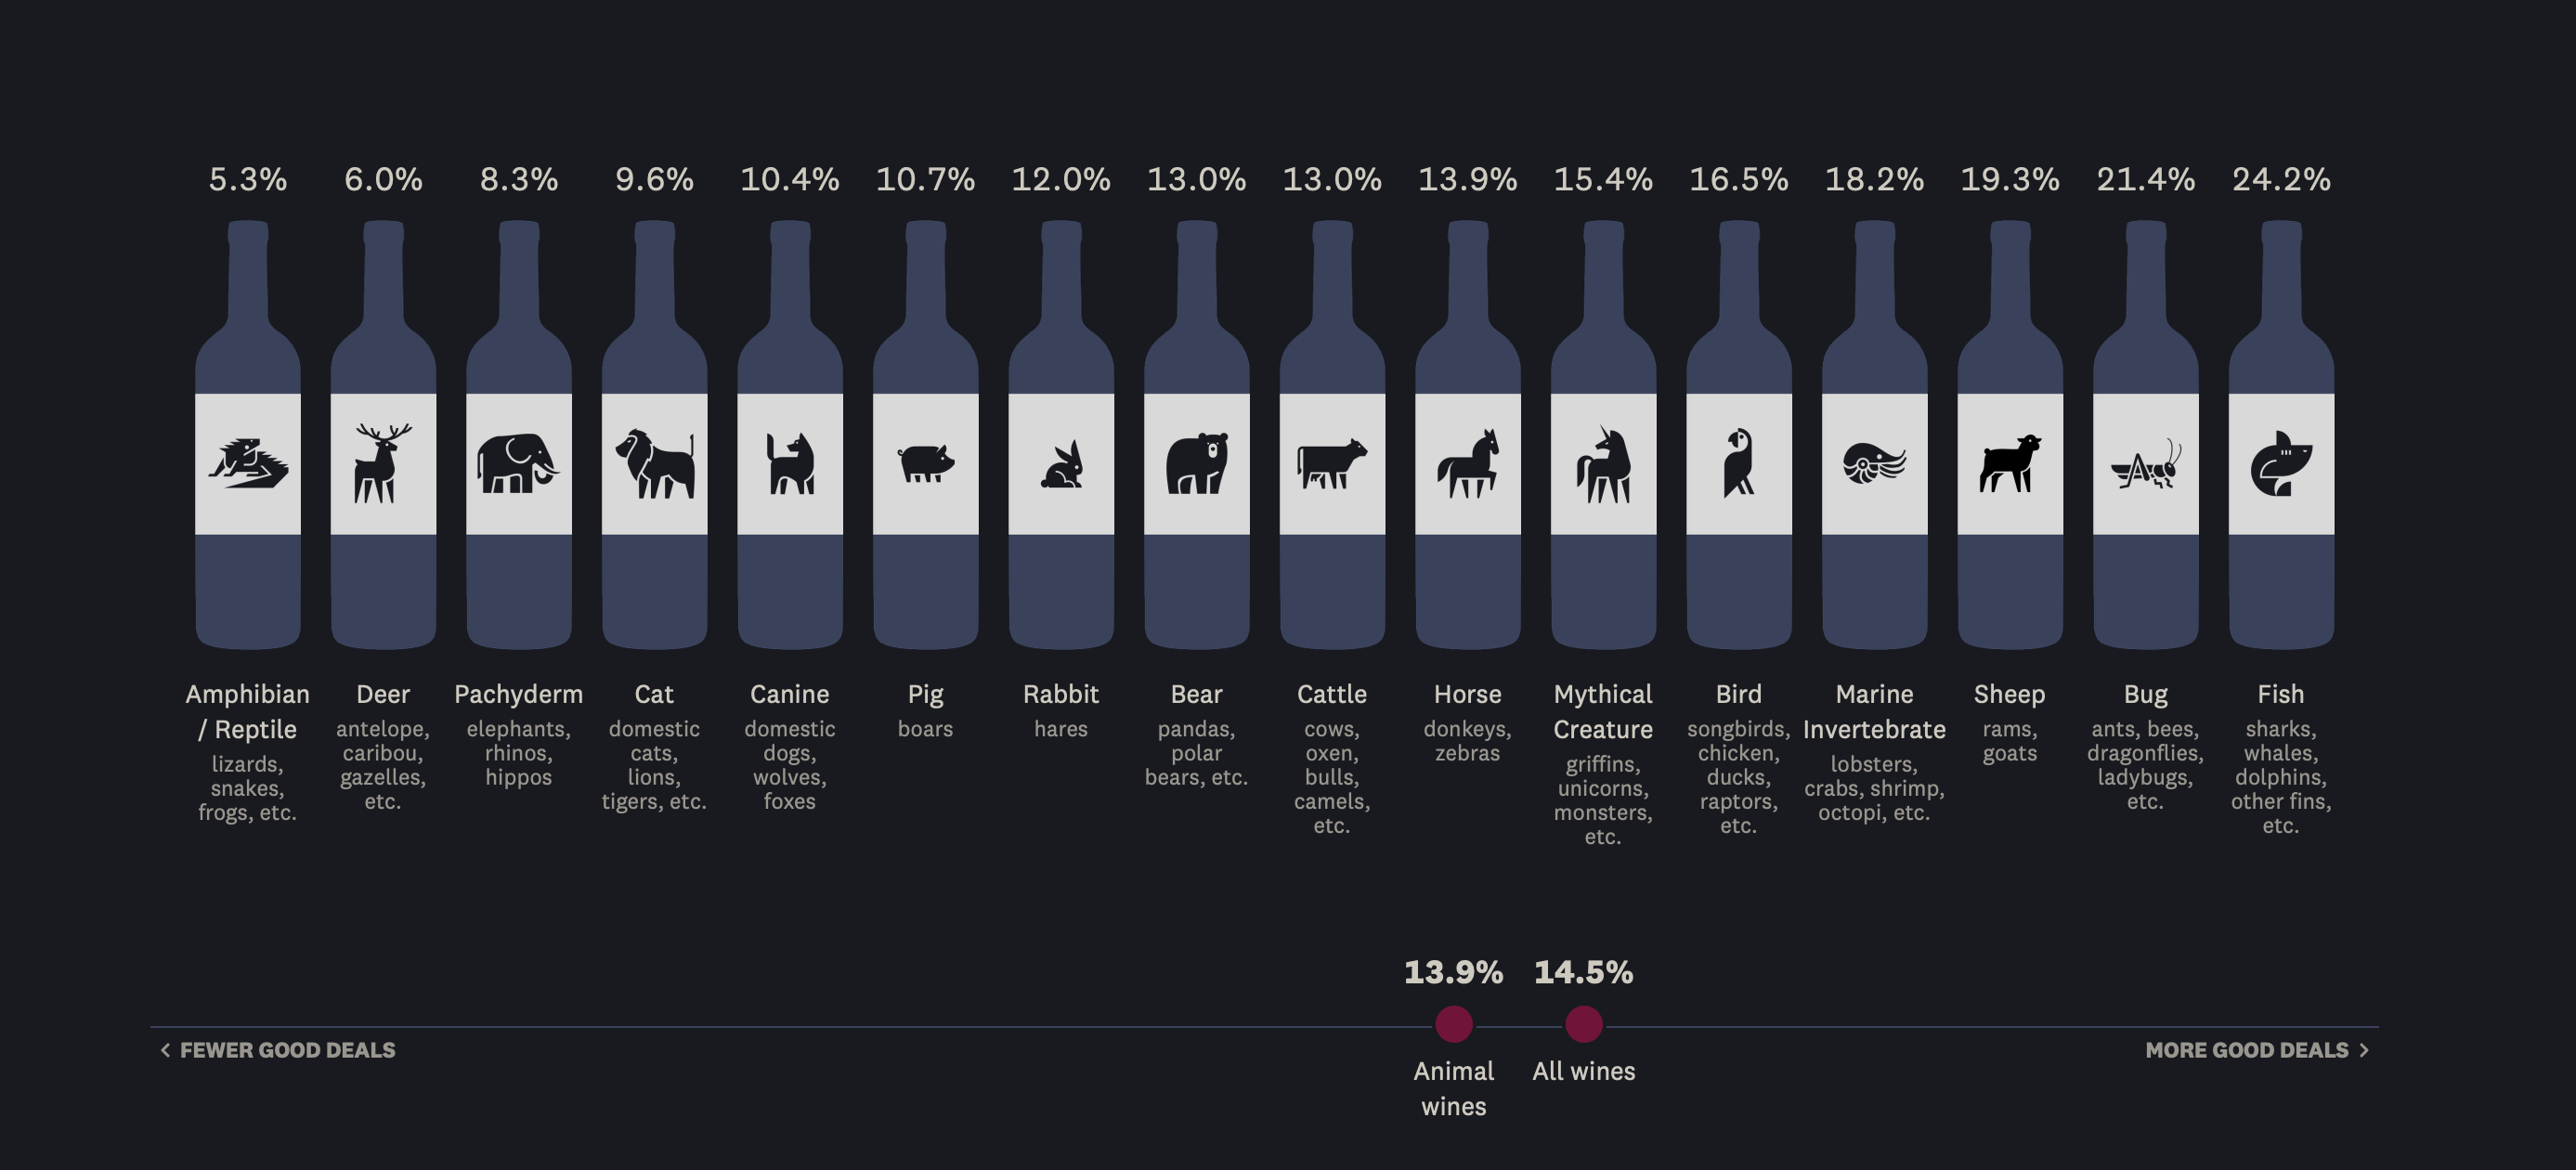 5.3% 6.0% 8.3% 9.6% 10.4% 10.7% 12.0% 13.0% 13.0% 13.9% 15.4% 16.5% 18.2% 19.3% 21.4% 24.2%
Amphibian
/ Reptile
lizards,
snakes,
frogs, etc.
Deer
antelope,
caribou,
gazelles,
etc.
Pachyderm
elephants,
rhinos,
hippos
Cat
domestic
cats,
lions,
tigers, etc.
Canine
domestic
dogs,
wolves,
foxes
Pig
boars
Rabbit
hares
Bear
pandas,
polar
bears, etc.
Cattle
cows,
oxen,
bulls,
camels,
etc.
Horse
donkeys,
zebras
Mythical
Creature
griffins,
unicorns,
monsters,
etc.
Bird
songbirds,
chicken,
ducks,
raptors,
etc.
Marine
Invertebrate
lobsters,
crabs, shrimp,
octopi, etc.
Sheep
rams,
goats
Bug
ants, bees,
dragonflies,
ladybugs,
etc.
Fish
sharks,
whales,
dolphins,
other fins,
etc.
13.9% 14.5%
< FEWER GOOD DEALS
MORE GOOD DEALS >
Animal
wines
All wines